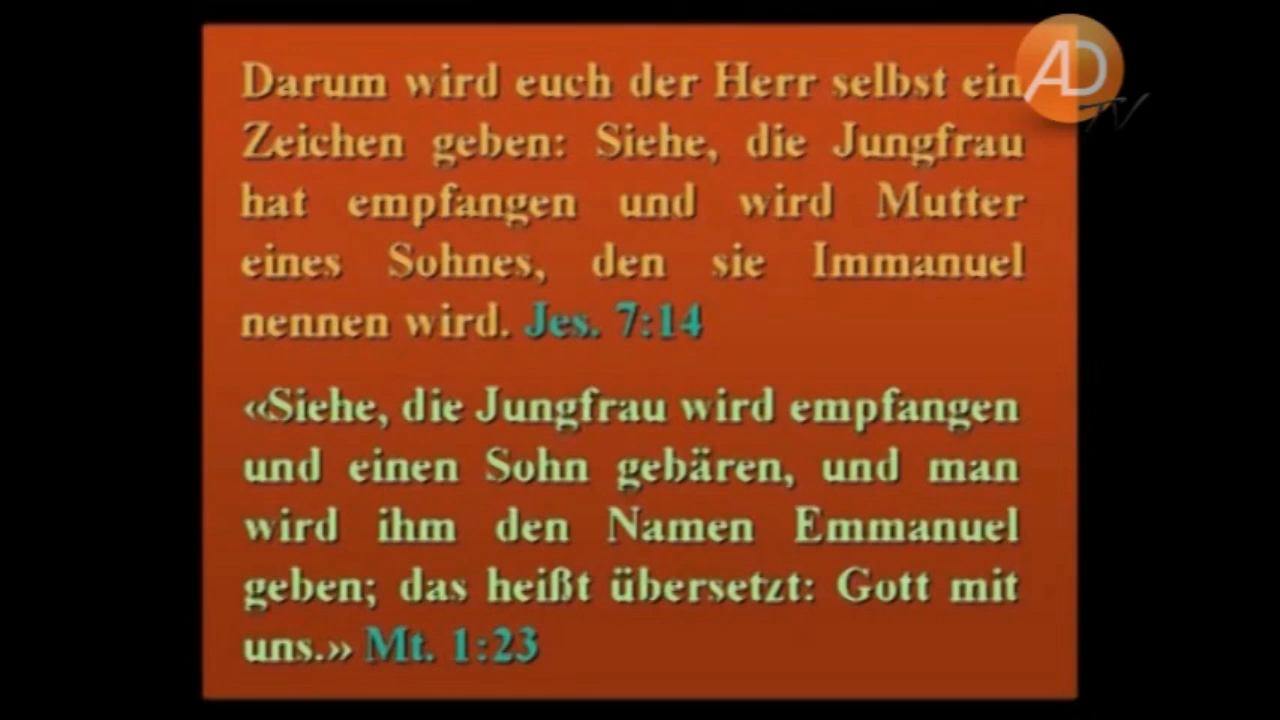 Darum wird euch der Herr selbst ein
Zeichen geben: Siehe, die Jungfrau
hat empfangen und wird Mutter
eines Sohnes, den sie Immanuel
nennen wird. Jes. 7:14
«Siehe, die Jungfrau wird empfangen
und einen Sohn gebären, und man
wird ihm den Namen Emmanuel
geben; das heißt übersetzt: Gott mit
uns.» Mt. 1:23
AD
TV